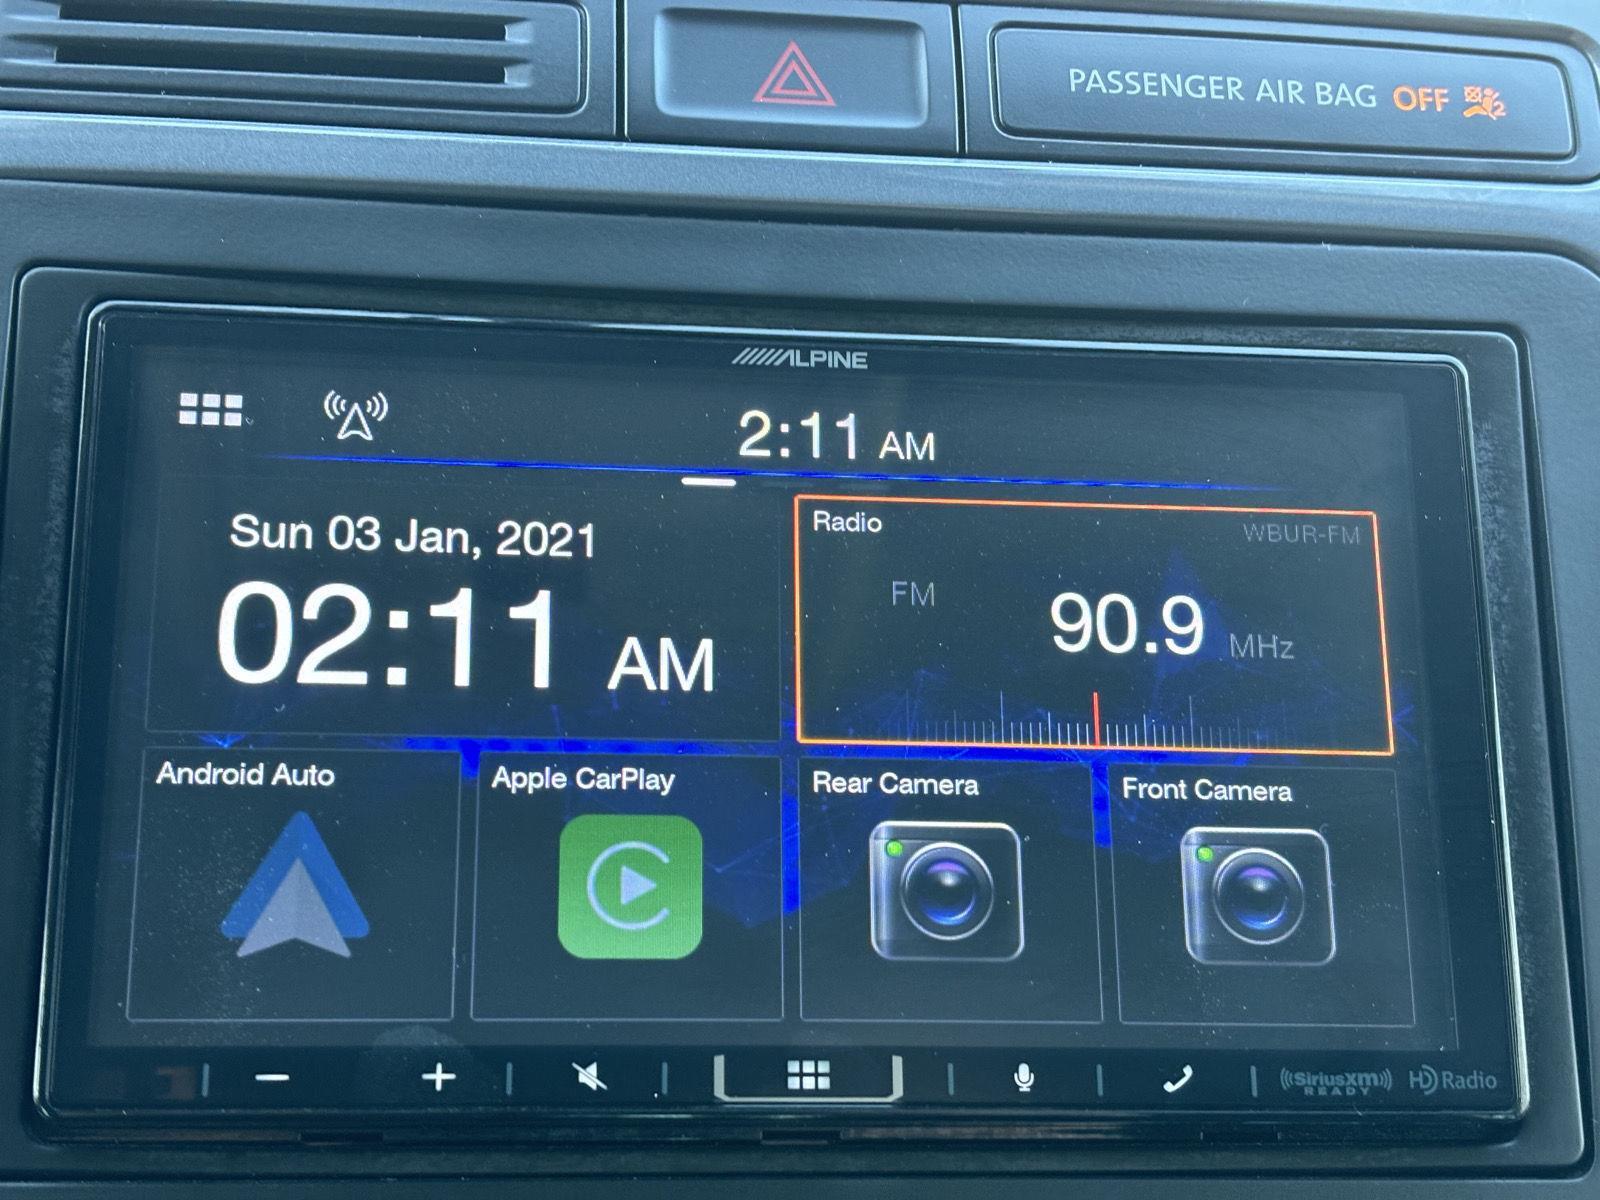 PASSENGER AIR BAG OFF 2
ALPINE
2:11 AM
Sun 03 Jan, 2021
02:11 AM
Radio
WBUR-FM
FM
90.9 MHz
Android Auto
Apple CarPlay
Rear Camera
Front Camera
((SiriusXM)) HD Radio
READY